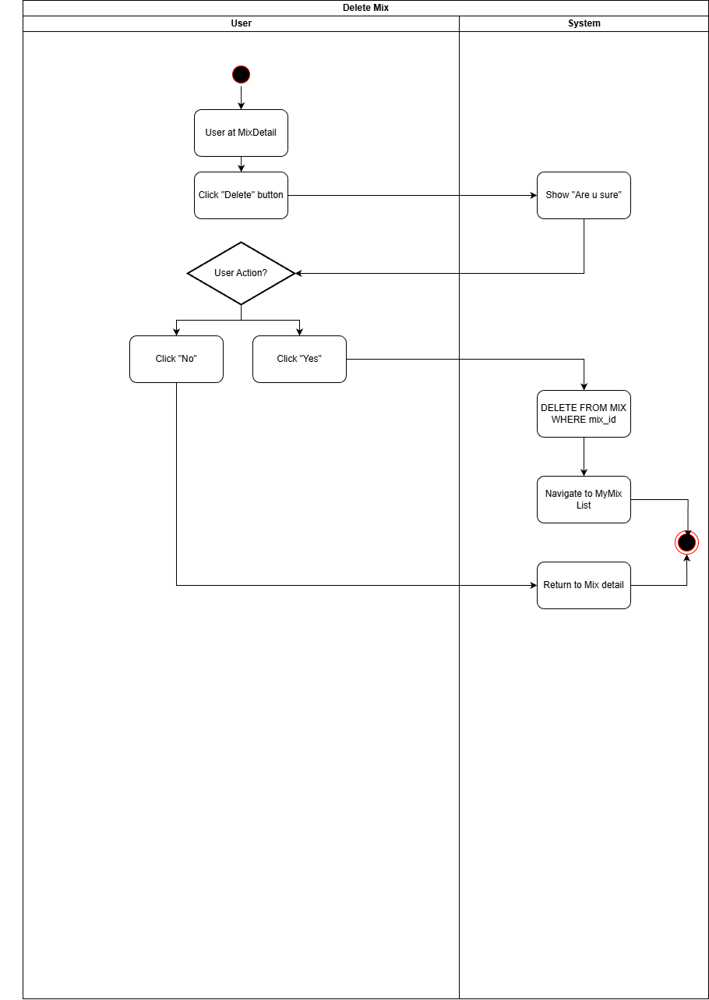 Delete Mix
User
System
User at MixDetail
Click "Delete" button
Show "Are u sure"
User Action?
Click "No"
Click "Yes"
DELETE FROM MIX
WHERE mix_id
Navigate to MyMix
List
Return to Mix detail